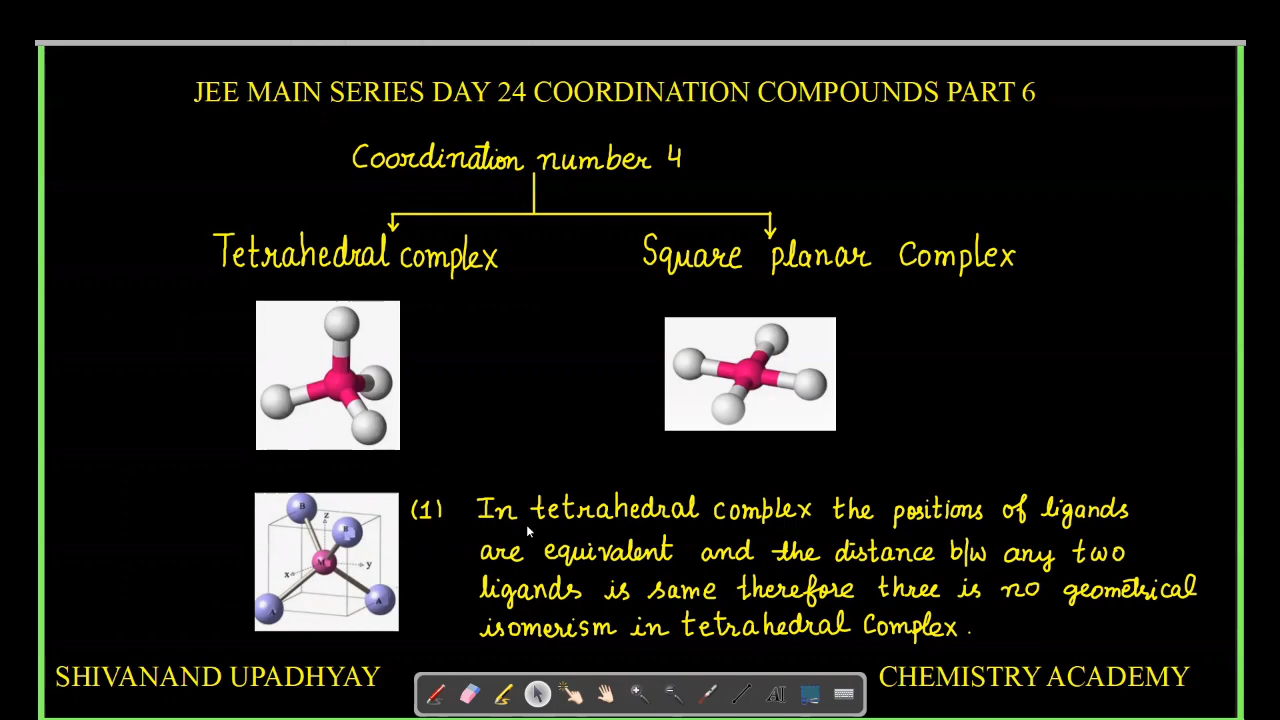 JEE MAIN SERIES DAY 24 COORDINATION COMPOUNDS PART 6
Coordination number 4
Tetrahedral complex
Square planar Complex
B
z
B
M
y
x
A
A
(1) In tetrahedral complex the positions of ligands
are equivalent and the distance b/w any two
ligands is same therefore three is no geometrical
isomerism in tetrahedral Complex.
SHIVANAND UPADHYAY
CHEMISTRY ACADEMY
AI